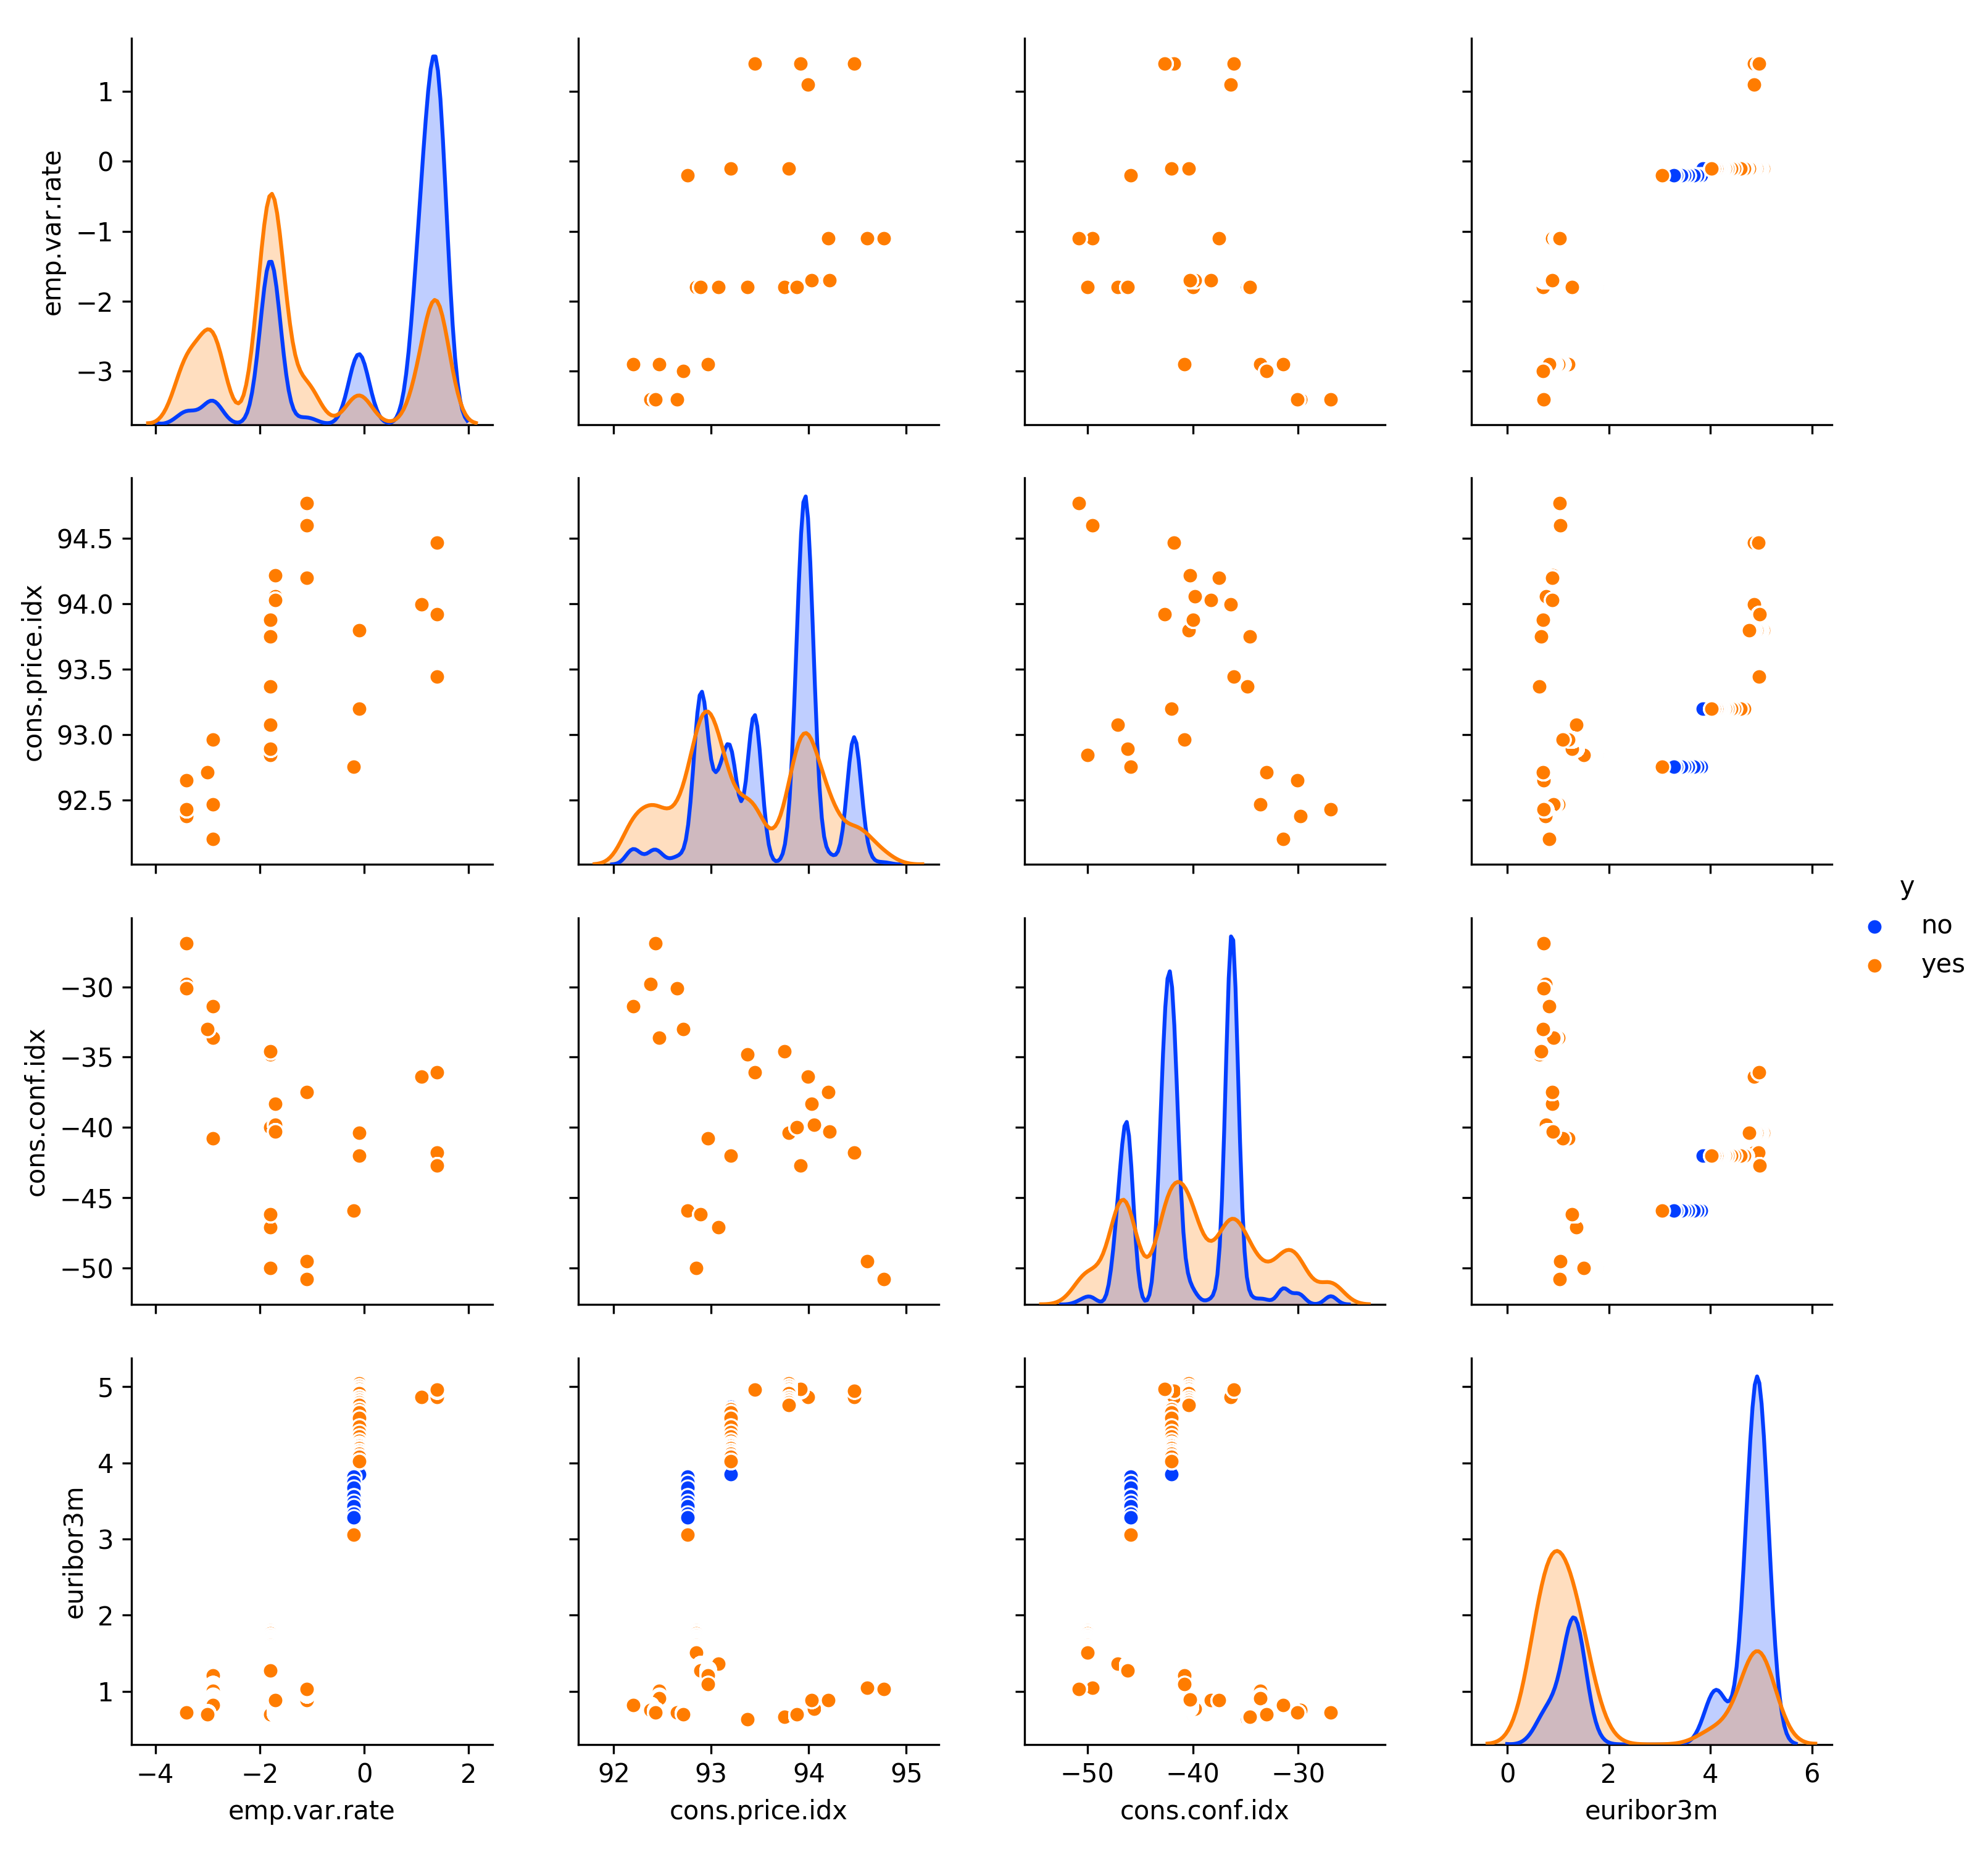 emp.var.rate
1
0
−1
−2
−3
cons.price.idx
94.5
94.0
93.5
93.0
92.5
y
no
yes
cons.conf.idx
−30
−35
−40
−45
−50
euribor3m
5
4
3
2
1
−4 −2 0 2
92 93 94 95
−50 −40 −30
0 2 4 6
emp.var.rate
cons.price.idx
cons.conf.idx
euribor3m